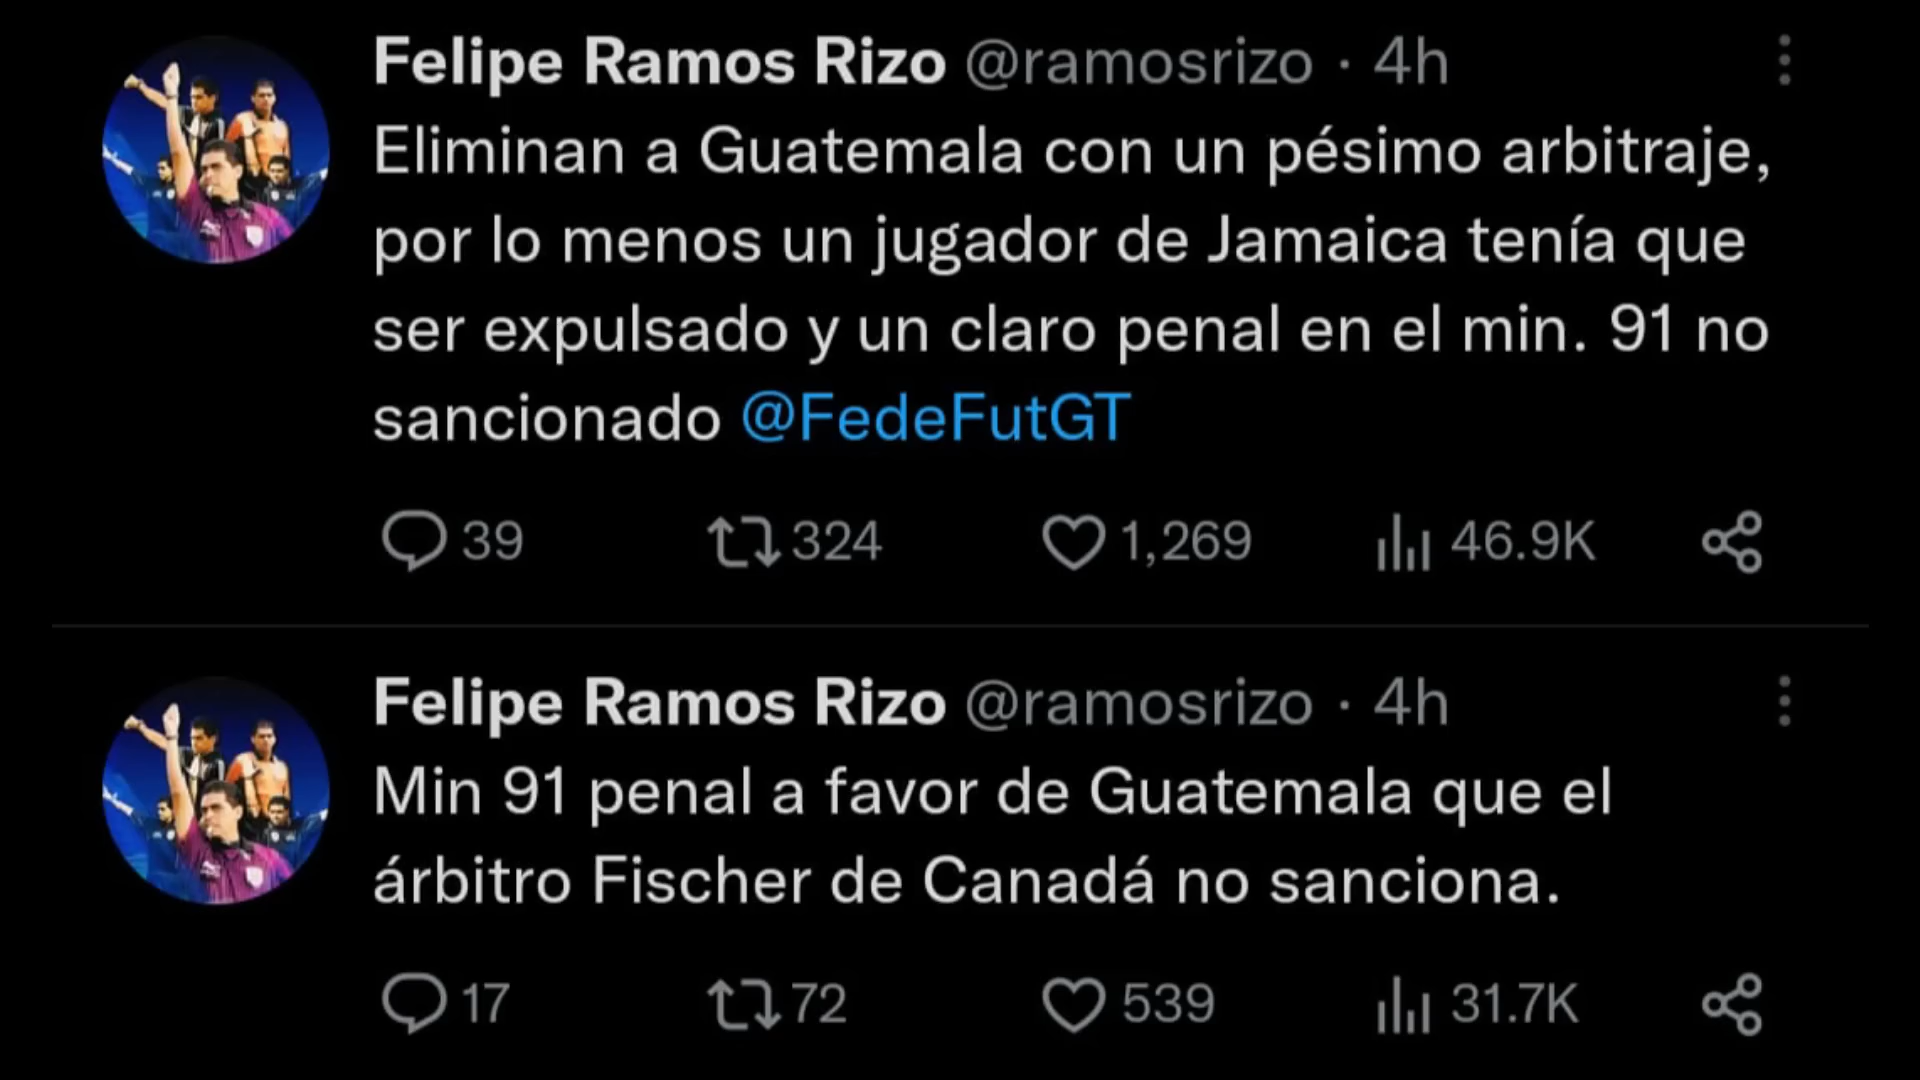 Felipe Ramos Rizo @ramosrizo · 4h
Eliminan a Guatemala con un pésimo arbitraje,
por lo menos un jugador de Jamaica tenía que
ser expulsado y un claro penal en el min. 91 no
sancionado @FedeFutGT
39 324 1,269 46.9K
Felipe Ramos Rizo @ramosrizo · 4h
Min 91 penal a favor de Guatemala que el
árbitro Fischer de Canadá no sanciona.
17 72 539 31.7K